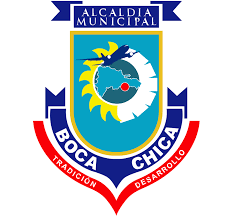 ALCALDIA
MUNICIPAL
BOCA CHICA
TRADICIÓN DESARROLLO